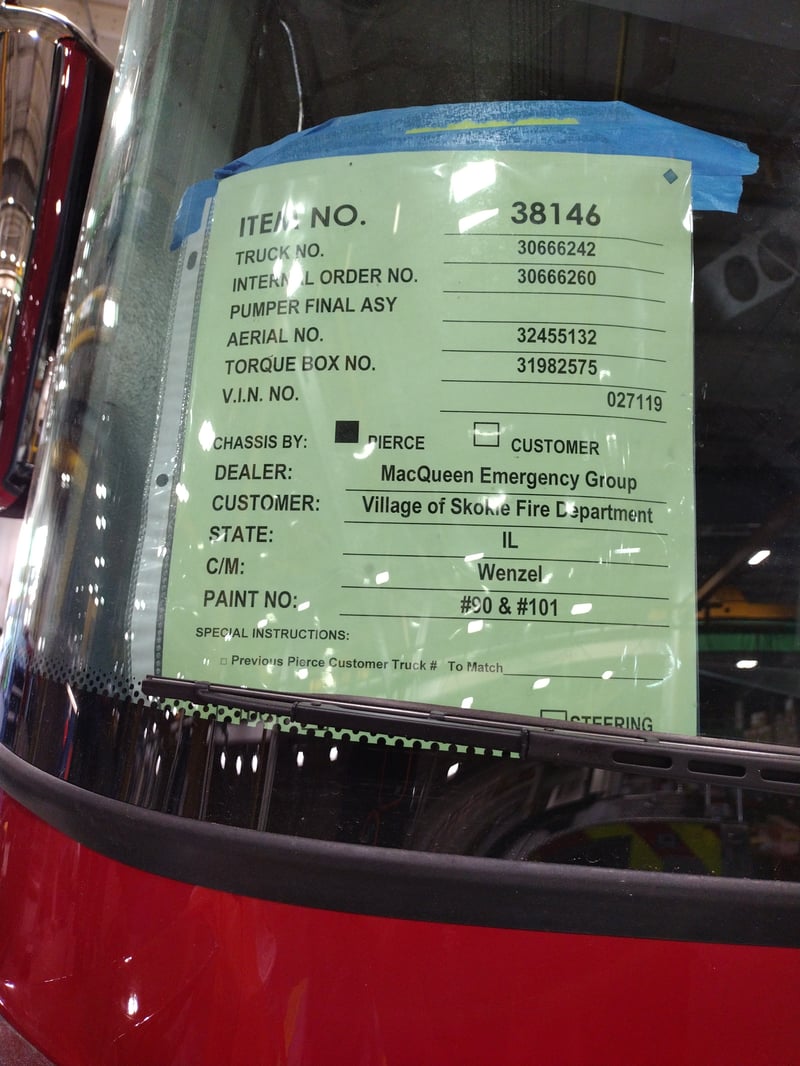 ITEM NO. 38146
TRUCK NO. 30666242
INTERNAL ORDER NO. 30666260
PUMPER FINAL ASY
AERIAL NO. 32455132
TORQUE BOX NO. 31982575
V.I.N. NO. 027119
CHASSIS BY: PIERCE CUSTOMER
DEALER: MacQueen Emergency Group
CUSTOMER: Village of Skokie Fire Department
STATE: IL
C/M: Wenzel
PAINT NO: #90 & #101
SPECIAL INSTRUCTIONS:
Previous Pierce Customer Truck # To Match
STEERING